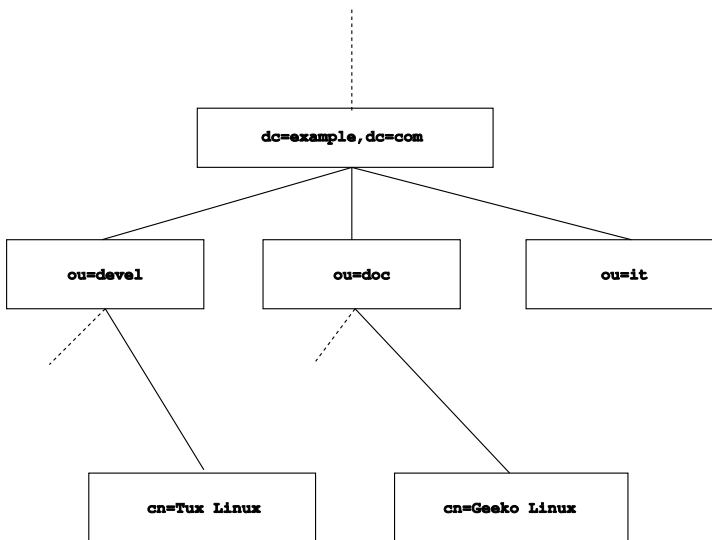 dc=example,dc=com
ou=devel
ou=doc
ou=it
cn=Tux Linux
cn=Geeko Linux